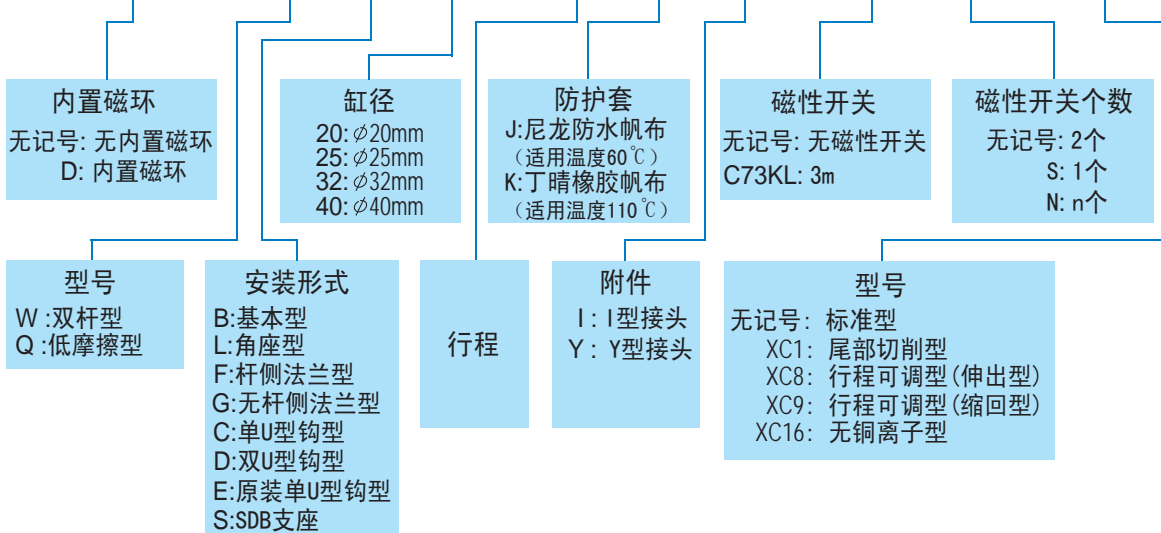 内置磁环
无记号: 无内置磁环
D: 内置磁环
缸径
20:∅20mm
25:∅25mm
32:∅32mm
40:∅40mm
防护套
J:尼龙防水帆布
（适用温度60℃）
K:丁晴橡胶帆布
（适用温度110℃）
磁性开关
无记号: 无磁性开关
C73KL: 3m
磁性开关个数
无记号: 2个
S: 1个
N: n个
型号
W :双杆型
Q :低摩擦型
安装形式
B:基本型
L:角座型
F:杆侧法兰型
G:无杆侧法兰型
C:单U型钩型
D:双U型钩型
E:原装单U型钩型
S:SDB支座
行程
附件
I : I型接头
Y : Y型接头
型号
无记号: 标准型
XC1: 尾部切削型
XC8: 行程可调型(伸出型)
XC9: 行程可调型(缩回型)
XC16: 无铜离子型